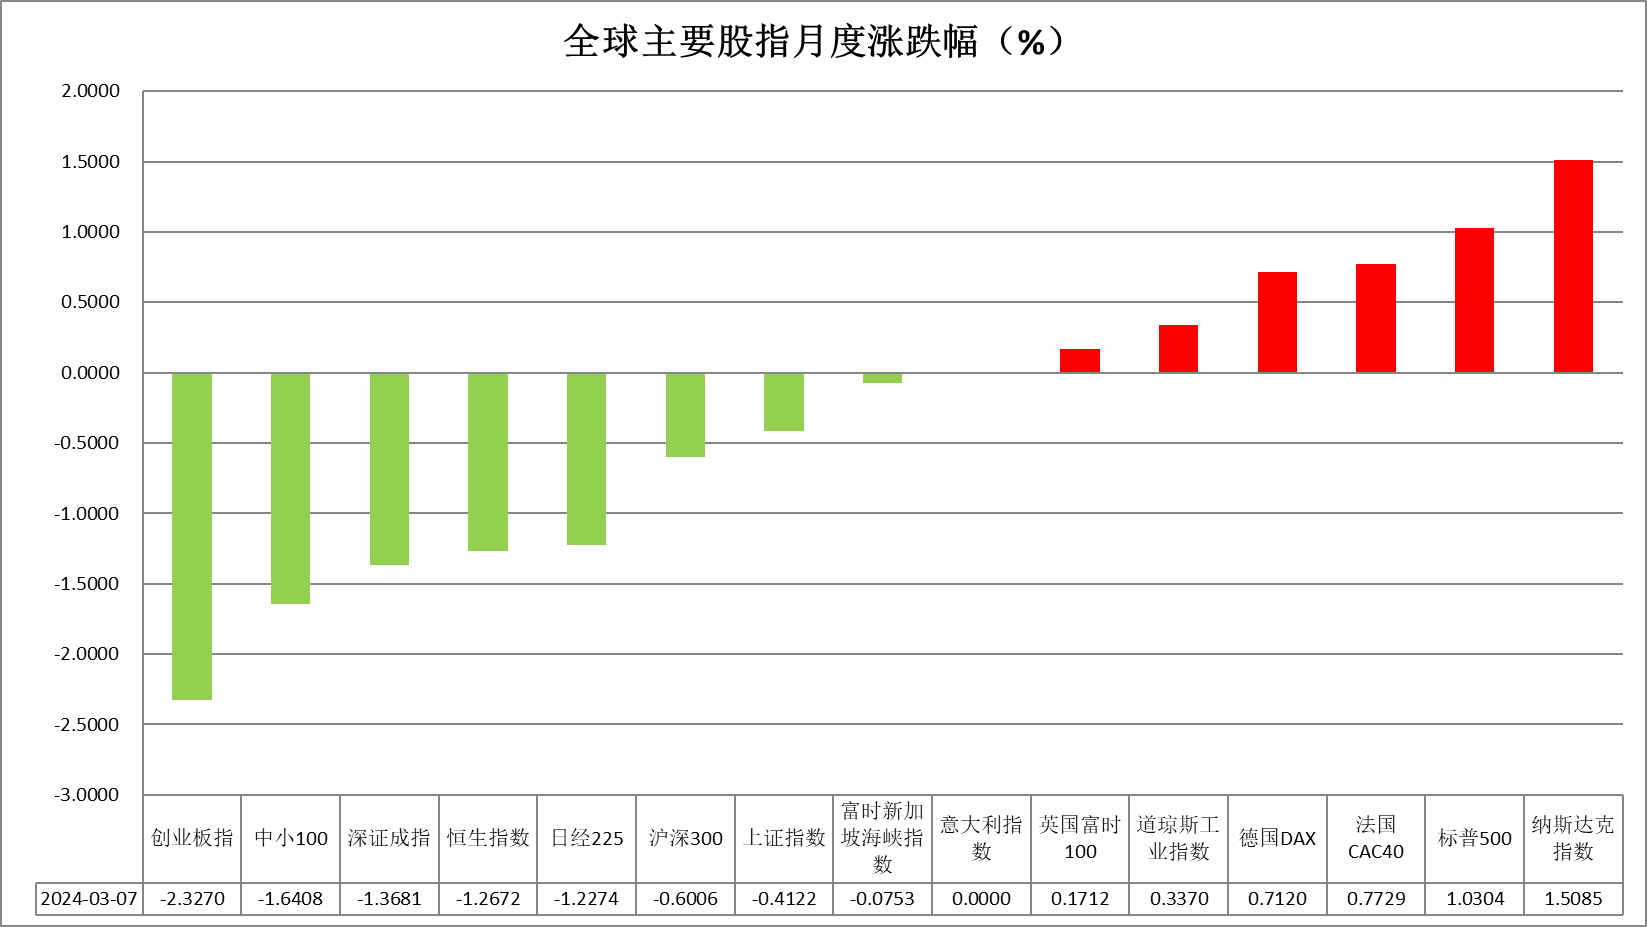 全球主要股指月度涨跌幅（%）
2.0000
1.5000
1.0000
0.5000
0.0000
-0.5000
-1.0000
-1.5000
-2.0000
-2.5000
-3.0000
创业板指
中小100
深证成指
恒生指数
日经225
沪深300
上证指数
富时新加
坡海峡指
数
意大利指
数
英国富时
100
道琼斯工
业指数
德国DAX
法国
CAC40
标普500
纳斯达克
指数
2024-03-07 -2.3270 -1.6408 -1.3681 -1.2672 -1.2274 -0.6006 -0.4122 -0.0753 0.0000 0.1712 0.3370 0.7120 0.7729 1.0304 1.5085